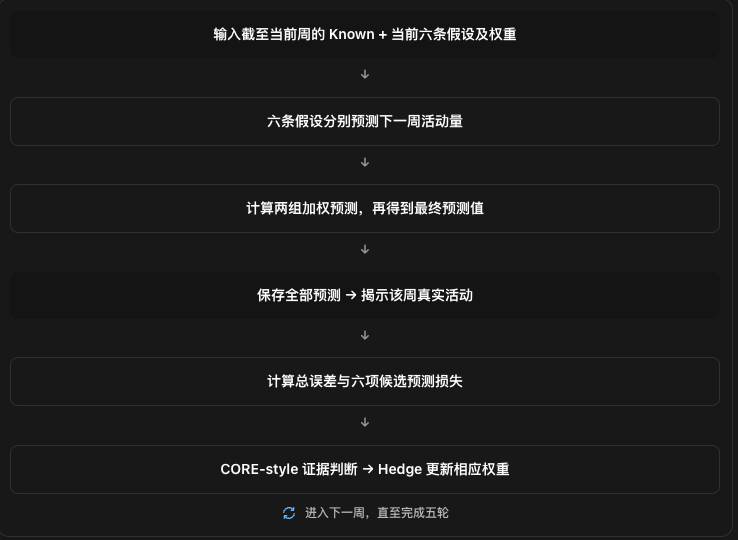 输入截至当前周的 Known + 当前六条假设及权重
↓
六条假设分别预测下一周活动量
↓
计算两组加权预测，再得到最终预测值
↓
保存全部预测 → 揭示该周真实活动
↓
计算总误差与六项候选预测损失
↓
CORE-style 证据判断 → Hedge 更新相应权重
进入下一周，直至完成五轮